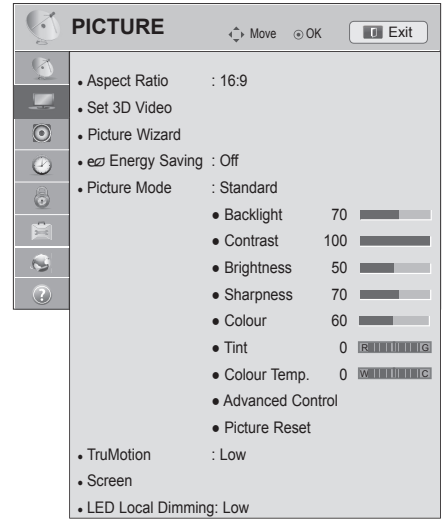 PICTURE Move OK Exit
• Aspect Ratio : 16:9
• Set 3D Video
• Picture Wizard
• Energy Saving : Off
• Picture Mode : Standard
● Backlight 70
● Contrast 100
● Brightness 50
● Sharpness 70
● Colour 60
● Tint 0 R G
● Colour Temp. 0 W C
● Advanced Control
● Picture Reset
• TruMotion : Low
• Screen
• LED Local Dimming: Low